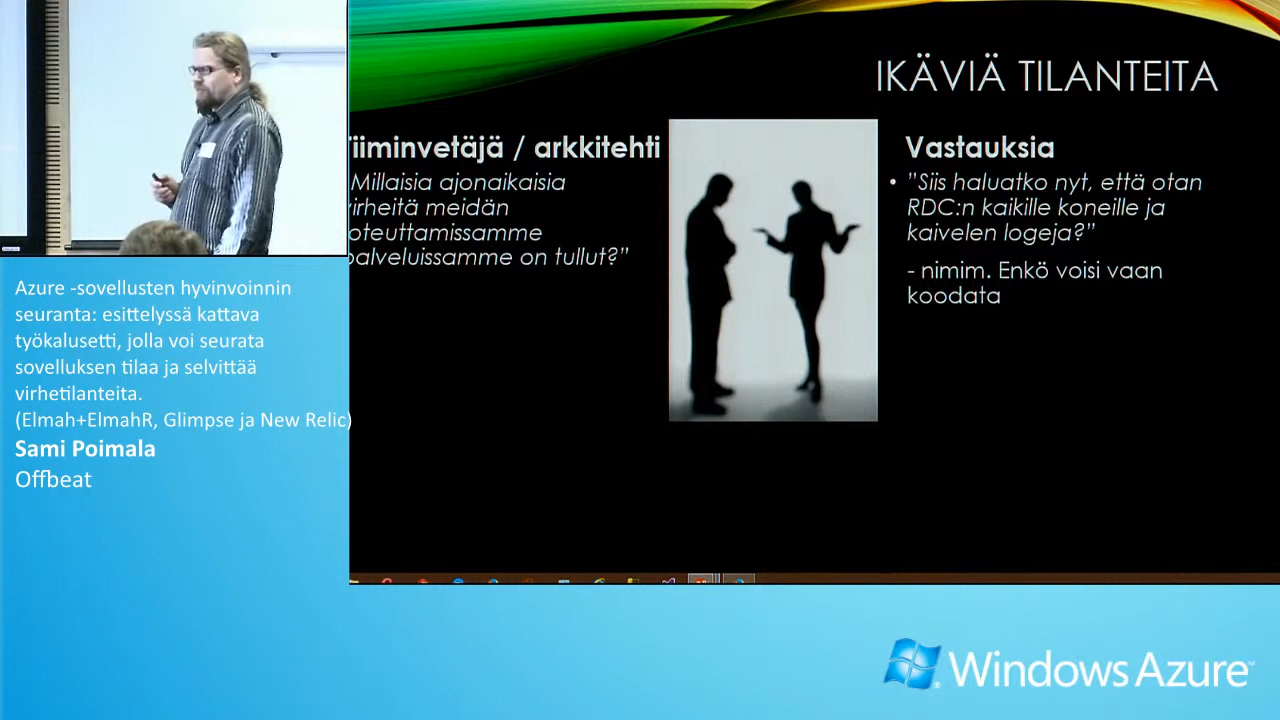 IKÄVIÄ TILANTEITA
iiminvetäjä / arkkitehti
Millaisia ajonaikaisia
irheitä meidän
oteuttamissamme
alveluissamme on tullut?”
Vastauksia
• ”Siis haluatko nyt, että otan
RDC:n kaikille koneille ja
kaivelen logeja?”
- nimim. Enkö voisi vaan
koodata
Azure -sovellusten hyvinvoinnin
seuranta: esittelyssä kattava
työkalusetti, jolla voi seurata
sovelluksen tilaa ja selvittää
virhetilanteita.
(Elmah+ElmahR, Glimpse ja New Relic)
Sami Poimala
Offbeat
Windows Azure™